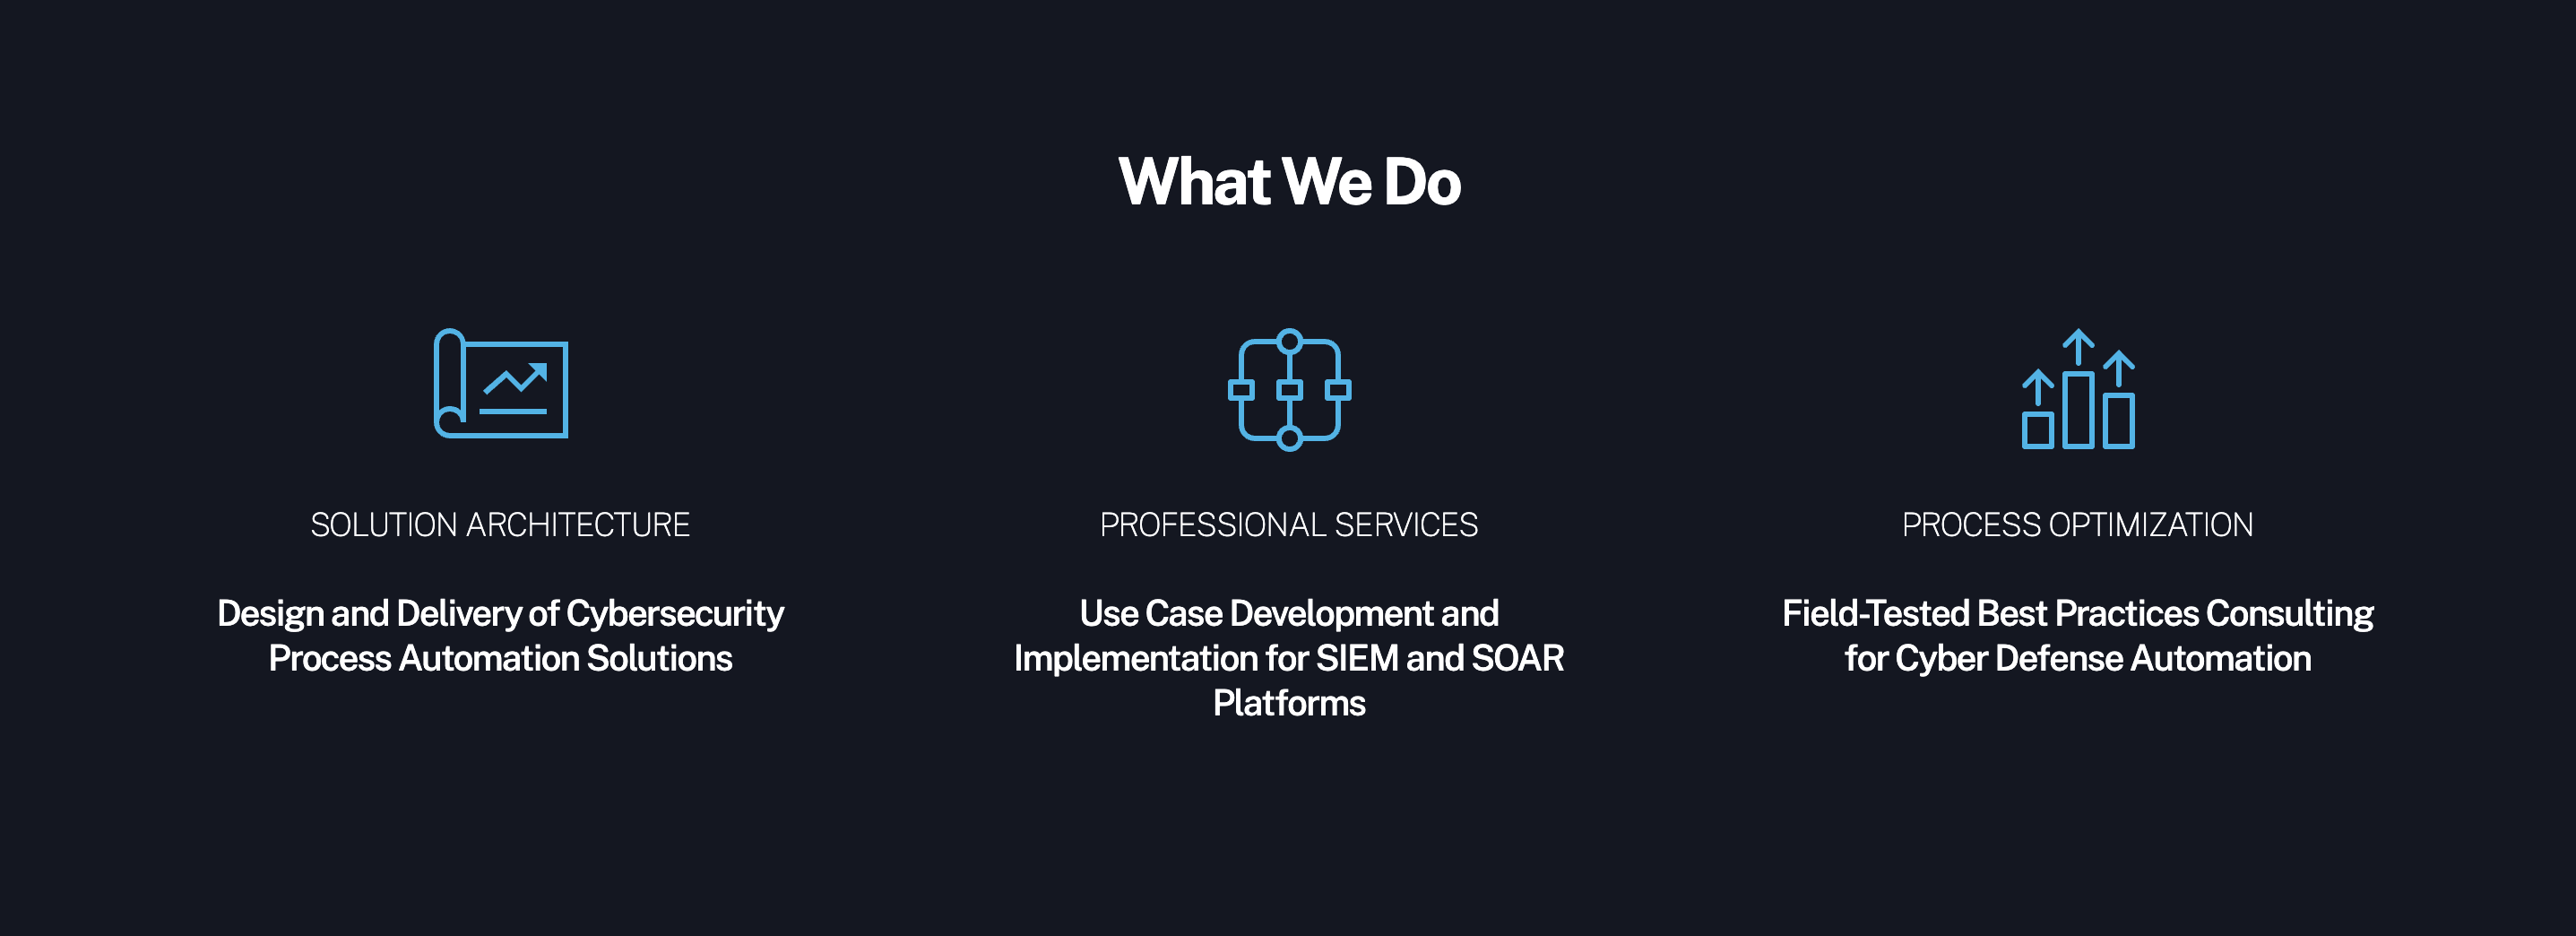 What We Do
SOLUTION ARCHITECTURE
Design and Delivery of Cybersecurity
Process Automation Solutions
PROFESSIONAL SERVICES
Use Case Development and
Implementation for SIEM and SOAR
Platforms
PROCESS OPTIMIZATION
Field-Tested Best Practices Consulting
for Cyber Defense Automation